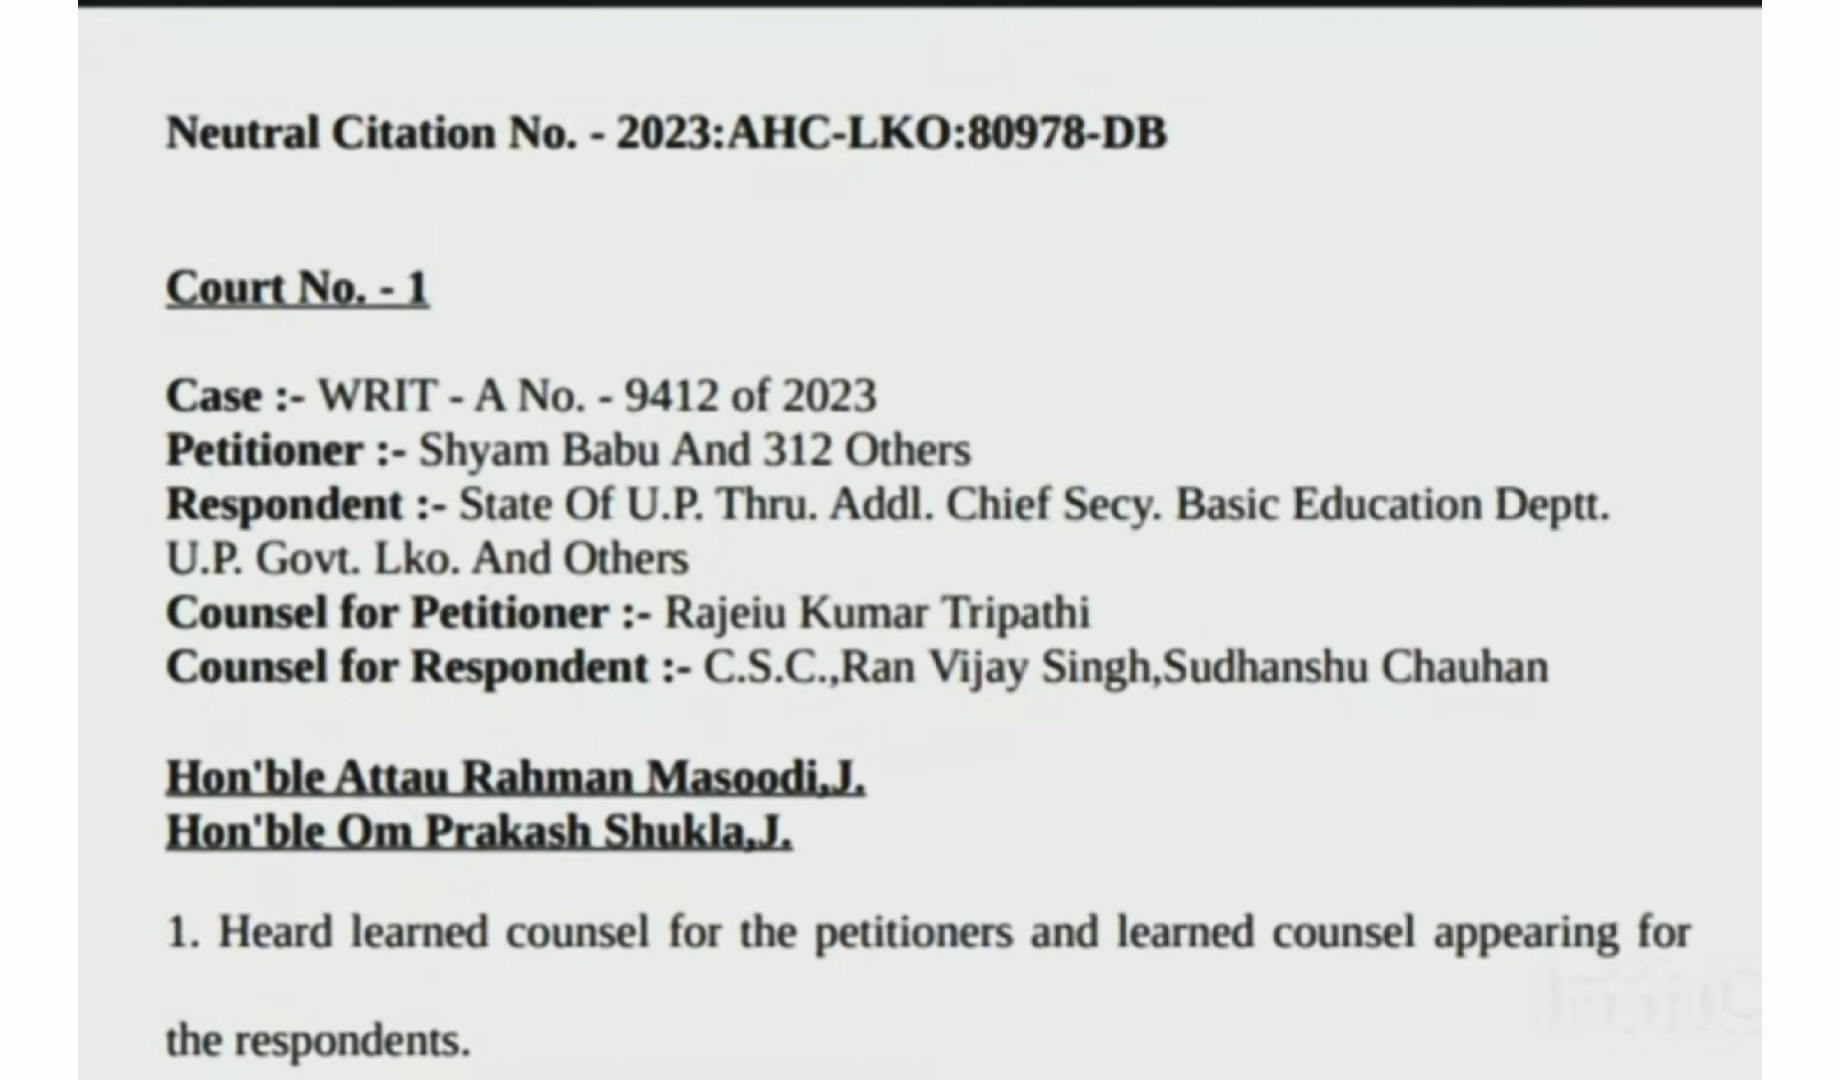 Neutral Citation No. - 2023:AHC-LKO:80978-DB
Court No. - 1
Case :- WRIT - A No. - 9412 of 2023
Petitioner :- Shyam Babu And 312 Others
Respondent :- State Of U.P. Thru. Addl. Chief Secy. Basic Education Deptt.
U.P. Govt. Lko. And Others
Counsel for Petitioner :- Rajeiu Kumar Tripathi
Counsel for Respondent :- C.S.C.,Ran Vijay Singh,Sudhanshu Chauhan
Hon'ble Attau Rahman Masoodi,J.
Hon'ble Om Prakash Shukla,J.
1. Heard learned counsel for the petitioners and learned counsel appearing for
the respondents.